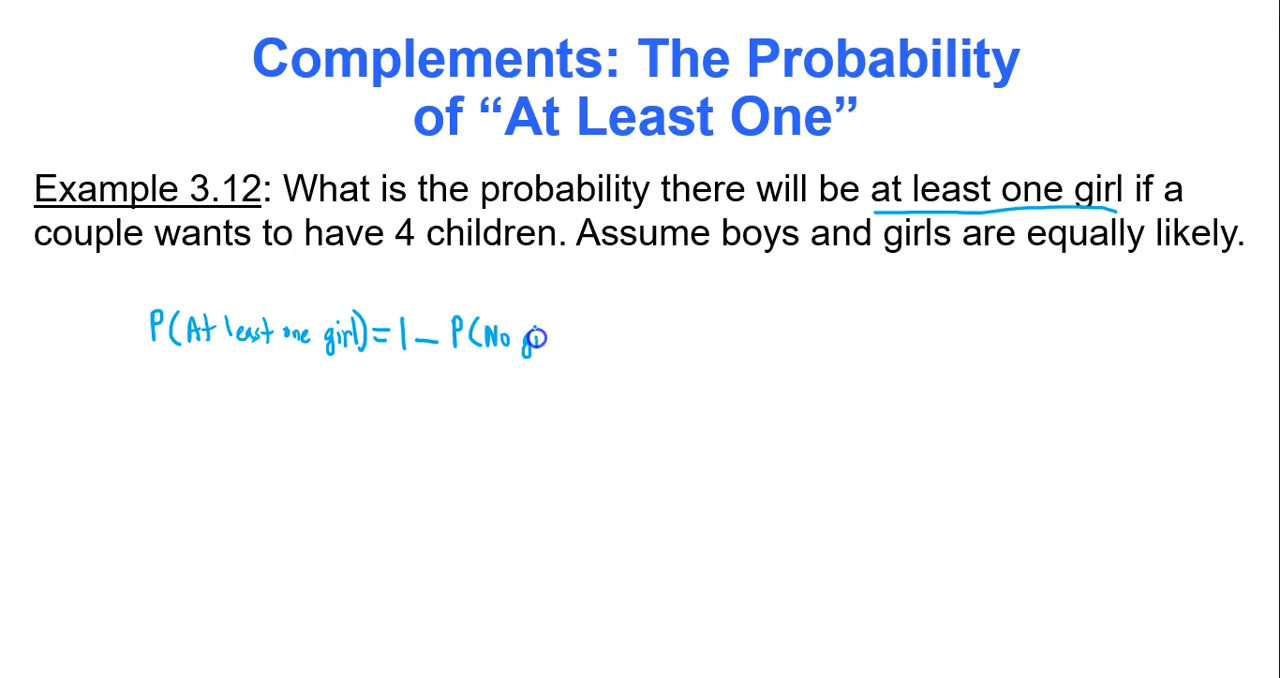 Complements: The Probability
of “At Least One”
Example 3.12: What is the probability there will be at least one girl if a
couple wants to have 4 children. Assume boys and girls are equally likely.
P(At least one girl) = 1 - P(No gi